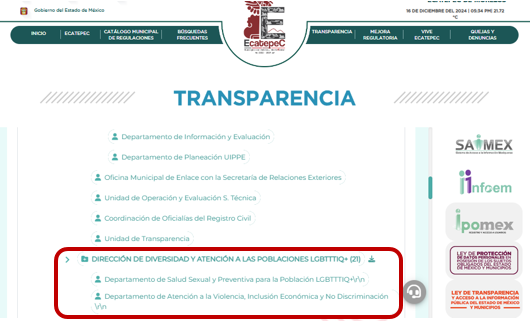 Gobierno del Estado de México
16 DE DICIEMBRE DEL 2024 | 05:34 PM| 21.72
°C
INICIO
ECATEPEC
CATÁLOGO MUNICIPAL
DE REGULACIONES
BÚSQUEDAS
FRECUENTES
EcatepeC
TRANSPARENCIA
MEJORA
REGULATORIA
VIVE
ECATEPEC
QUEJAS Y
DENUNCIAS
TRANSPARENCIA
Departamento de Información y Evaluación
Departamento de Planeación UIPPE
Oficina Municipal de Enlace con la Secretaría de Relaciones Exteriores
Unidad de Operación y Evaluación S. Técnica
Coordinación de Oficialías del Registro Civil
Unidad de Transparencia
DIRECCIÓN DE DIVERSIDAD Y ATENCIÓN A LAS POBLACIONES LGBTTTIQ+ (21)
Departamento de Salud Sexual y Preventiva para la Población LGBTTTIQ+\r\n
Departamento de Atención a la Violencia, Inclusión Económica y No Discriminación
\r\n
SAIMEX
infoem
ipomex
LEY DE PROTECCIÓN
DE DATOS PERSONALES EN
POSESIÓN DE LOS SUJETOS
OBLIGADOS DEL ESTADO
DE MÉXICO Y MUNICIPIOS
LEY DE TRANSPARENCIA
Y ACCESO A LA INFORMACIÓN
PÚBLICA DEL ESTADO DE MÉXICO
Y MUNICIPIOS